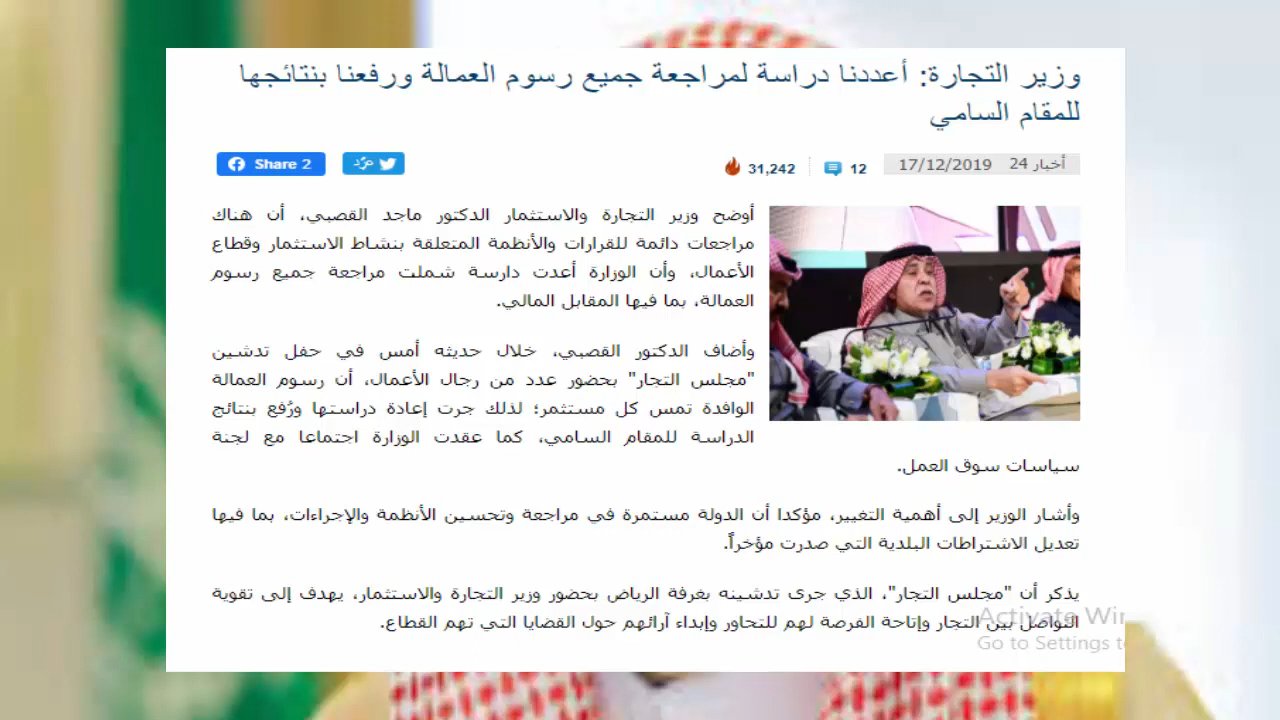 وزير التجارة: أعددنا دراسة لمراجعة جميع رسوم العمالة ورفعنا بنتائجها
للمقام السامي
أخبار 24 17/12/2019 12 31,242 غرّد Share 2
أوضح وزير التجارة والاستثمار الدكتور ماجد القصبي، أن هناك
مراجعات دائمة للقرارات والأنظمة المتعلقة بنشاط الاستثمار وقطاع
الأعمال، وأن الوزارة أعدت دارسة شملت مراجعة جميع رسوم
العمالة، بما فيها المقابل المالي.
وأضاف الدكتور القصبي، خلال حديثه أمس في حفل تدشين
"مجلس التجار" بحضور عدد من رجال الأعمال، أن رسوم العمالة
الوافدة تمس كل مستثمر؛ لذلك جرت إعادة دراستها ورُفع بنتائج
الدراسة للمقام السامي، كما عقدت الوزارة اجتماعا مع لجنة
سياسات سوق العمل.
وأشار الوزير إلى أهمية التغيير، مؤكدا أن الدولة مستمرة في مراجعة وتحسين الأنظمة والإجراءات، بما فيها
تعديل الاشتراطات البلدية التي صدرت مؤخراً.
يذكر أن "مجلس التجار"، الذي جرى تدشينه بغرفة الرياض بحضور وزير التجارة والاستثمار، يهدف إلى تقوية
التواصل بين التجار وإتاحة الفرصة لهم للتحاور وإبداء آرائهم حول القضايا التي تهم القطاع.
Activate Wi
Go to Settings t